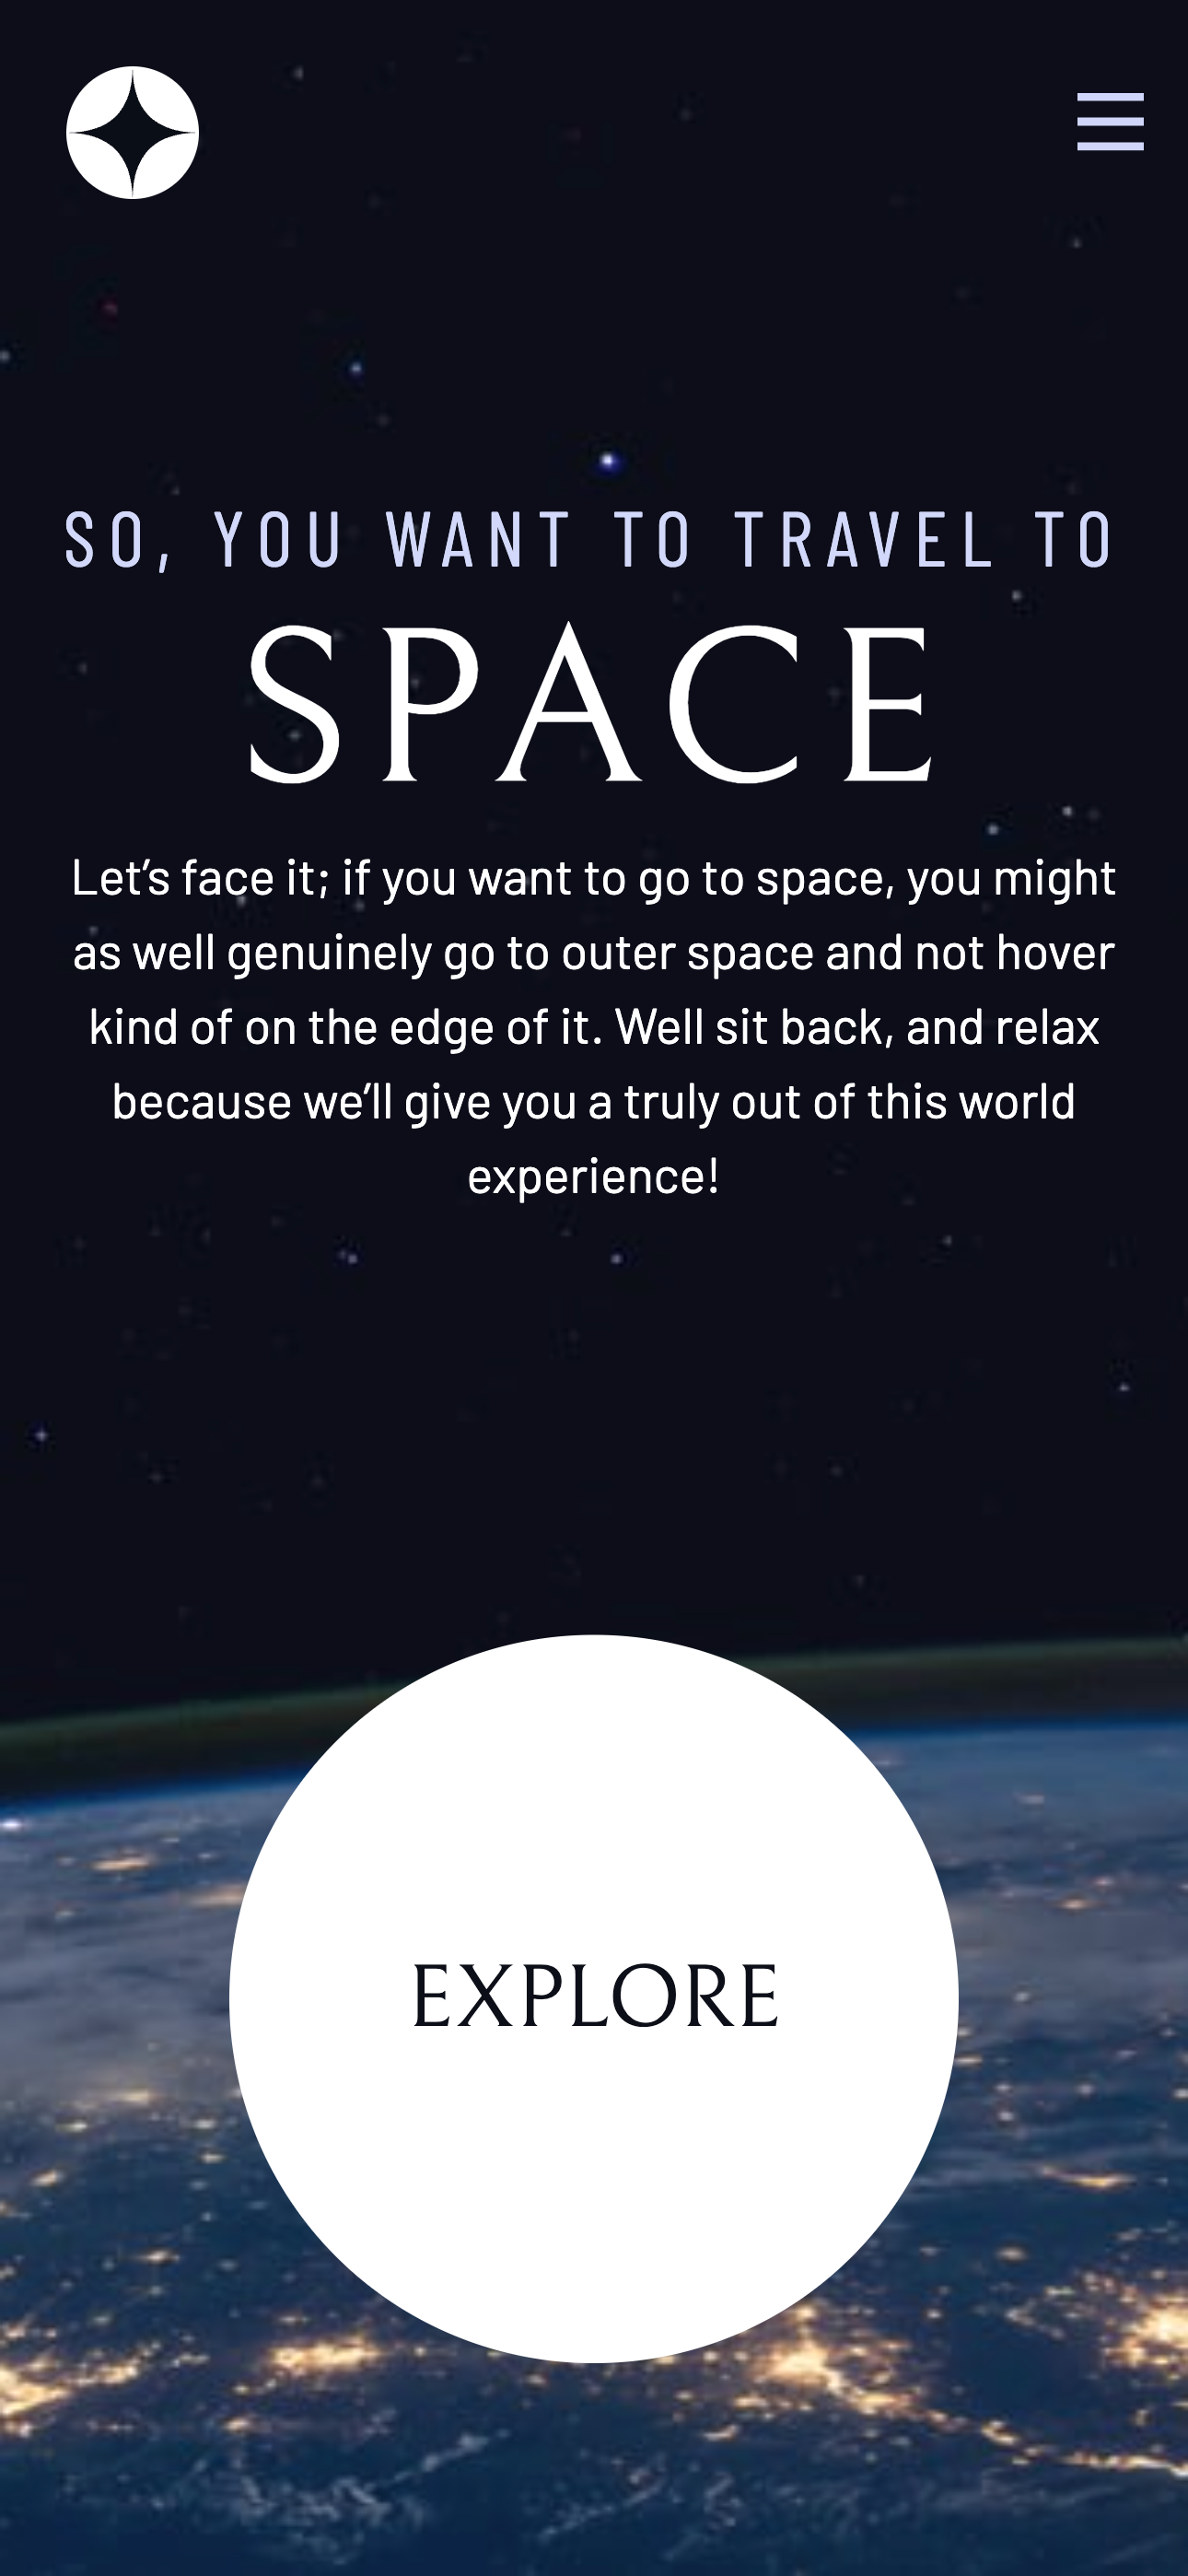 SO, YOU WANT TO TRAVEL TO
SPACE
Let’s face it; if you want to go to space, you might
as well genuinely go to outer space and not hover
kind of on the edge of it. Well sit back, and relax
because we’ll give you a truly out of this world
experience!
EXPLORE